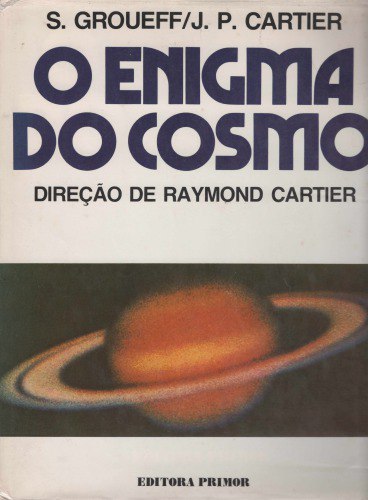 S. GROUEFF/J. P. CARTIER
O ENIGMA
DO COSMO
DIREÇÃO DE RAYMOND CARTIER
EDITORA PRIMOR